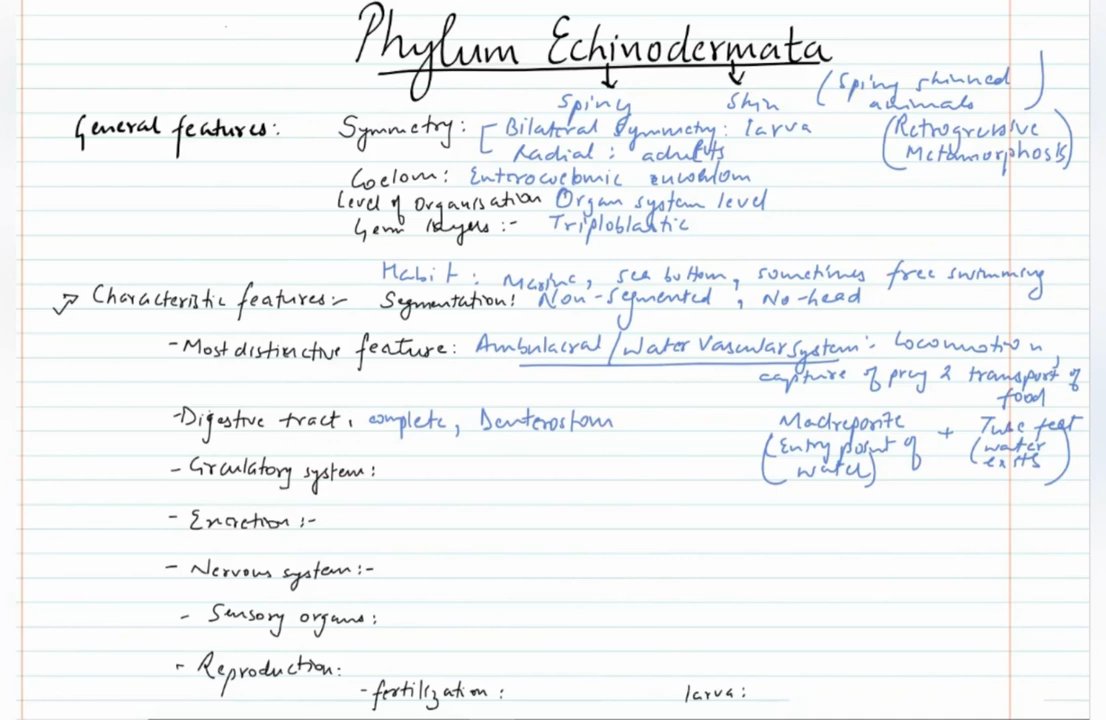 Phylum Echinodermata
Spiny skin (Spiny skinned animals)
General features: Symmetry: [ Bilateral Symmetry: larva (Retrogressive Metamorphosis)
Radial: adults
Coelom: Enterocoelomic eucoelom
Level of Organisation Organ system level
Germ layers:- Triploblastic
Habit: Marine, sea bottom, sometimes free swimming
Characteristic features:- Segmentation: Non-segmented, No-head
- Most distinctive feature: Ambulacral/Water Vascular system:- Locomotion,
capture of prey & transport of food
- Digestive tract, complete, Deuterostom Madreporite + Tube feet
(Entry point of water) (water exits)
- Circulatory system:
- Excretion:-
- Nervous system:-
- Sensory organs:
- Reproduction:
- fertilization: larva: